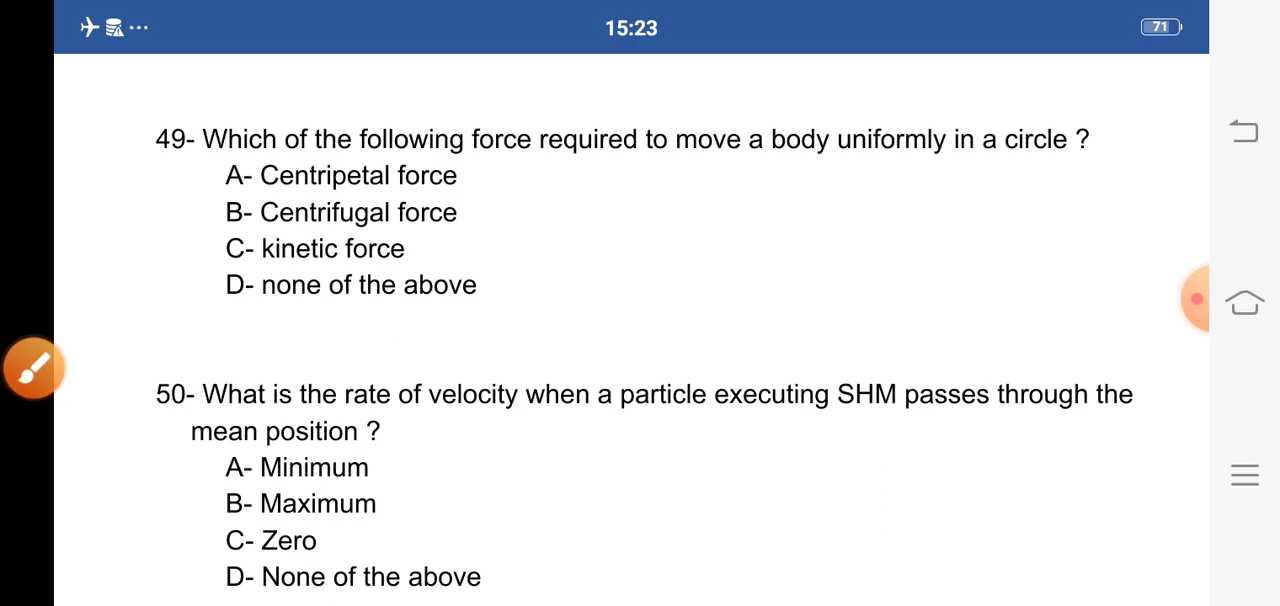 15:23
71
49- Which of the following force required to move a body uniformly in a circle ?
A- Centripetal force
B- Centrifugal force
C- kinetic force
D- none of the above
50- What is the rate of velocity when a particle executing SHM passes through the
mean position ?
A- Minimum
B- Maximum
C- Zero
D- None of the above